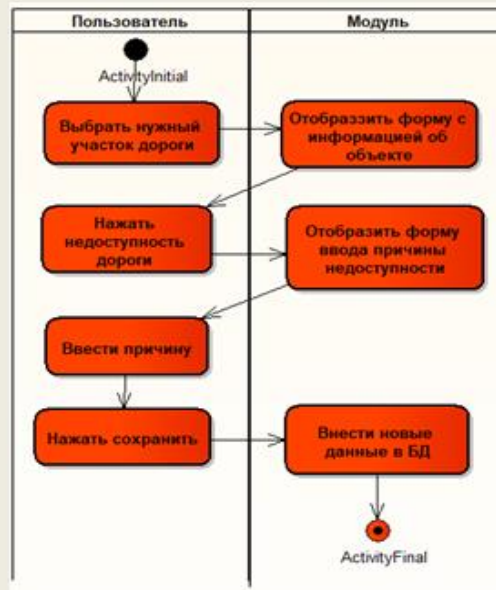 Пользователь
Модуль
ActivityInitial
Выбрать нужный
участок дороги
Отобраззить форму с
информацией об
объекте
Нажать
недоступность
дороги
Отобразить форму
ввода причины
недоступности
Ввести причину
Нажать сохранить
Внести новые
данные в БД
ActivityFinal